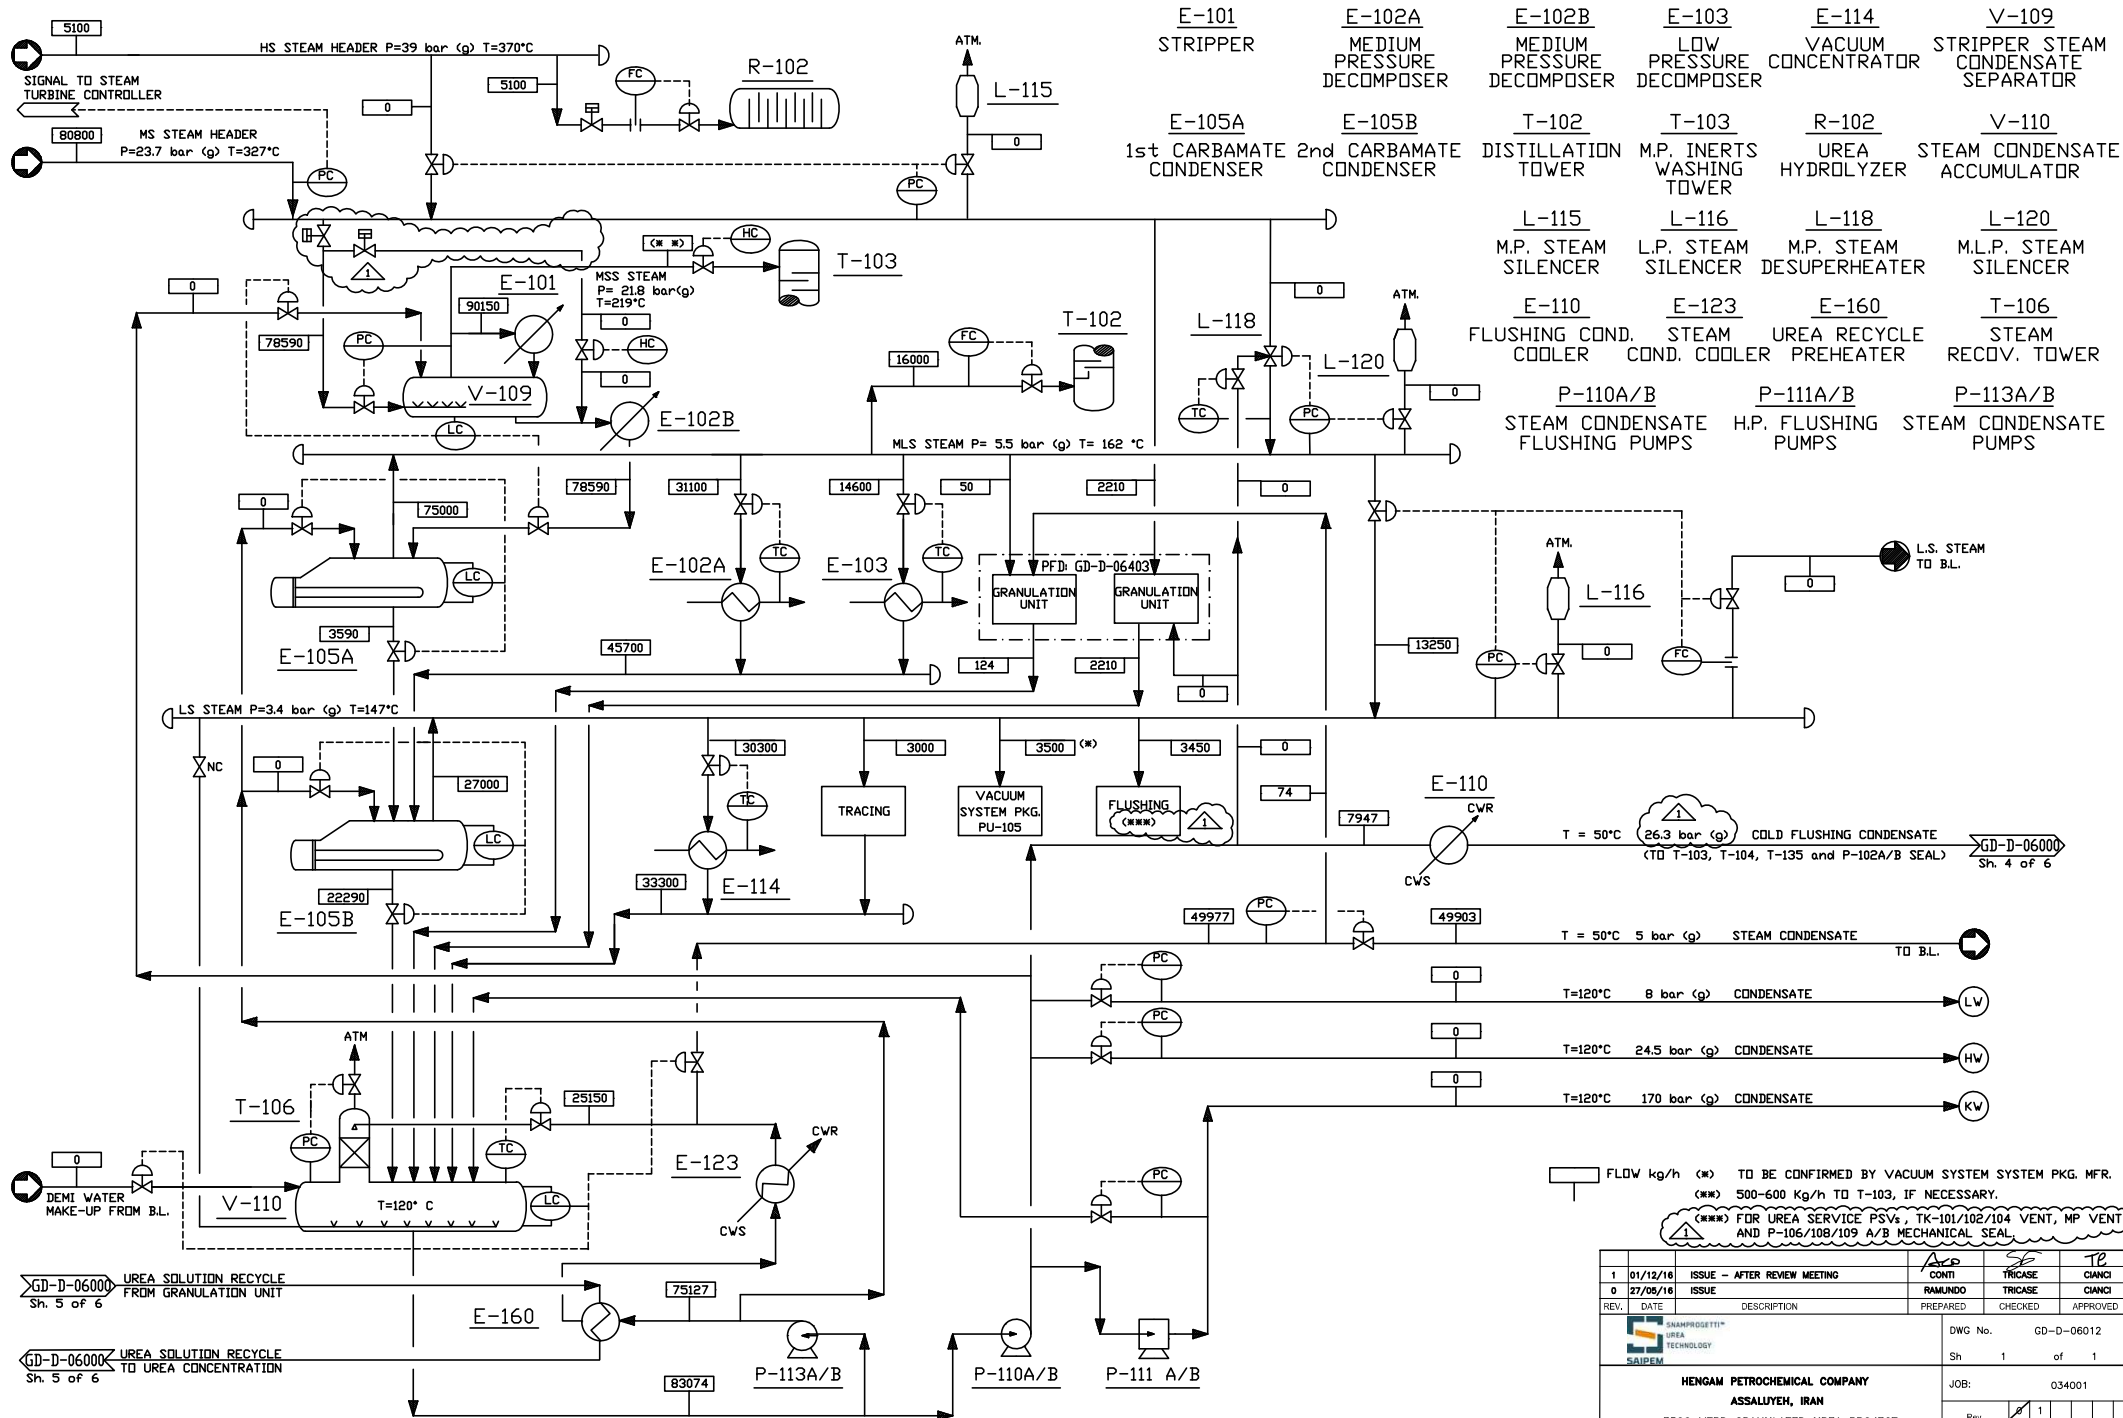 E-101
STRIPPER
E-102A
MEDIUM
PRESSURE
DECOMPOSER
E-102B
MEDIUM
PRESSURE
DECOMPOSER
E-103
LOW
PRESSURE
DECOMPOSER
E-114
VACUUM
CONCENTRATOR
V-109
STRIPPER STEAM
CONDENSATE
SEPARATOR
E-105A
1st CARBAMATE
CONDENSER
E-105B
2nd CARBAMATE
CONDENSER
T-102
DISTILLATION
TOWER
T-103
M.P. INERTS
WASHING
TOWER
R-102
UREA
HYDROLYZER
V-110
STEAM CONDENSATE
ACCUMULATOR
L-115
M.P. STEAM
SILENCER
L-116
L.P. STEAM
SILENCER
L-118
M.P. STEAM
DESUPERHEATER
L-120
M.L.P. STEAM
SILENCER
E-110
FLUSHING COND.
COOLER
E-123
STEAM
COND. COOLER
E-160
UREA RECYCLE
PREHEATER
T-106
STEAM
RECOV. TOWER
P-110A/B
STEAM CONDENSATE
FLUSHING PUMPS
P-111A/B
H.P. FLUSHING
PUMPS
P-113A/B
STEAM CONDENSATE
PUMPS
5100
HS STEAM HEADER P=39 bar (g) T=370°C
SIGNAL TO STEAM
TURBINE CONTROLLER
80800
MS STEAM HEADER
P=23.7 bar (g) T=327°C
PC
0
5100
FC
R-102
ATM.
L-115
0
PC
1
(* *)
HC
T-103
MSS STEAM
P= 21.8 bar(g)
T=219°C
0
E-101
90150
0
HC
0
78590
PC
V-109
LC
E-102B
FC
T-102
16000
L-118
0
TC
PC
ATM.
L-120
0
MLS STEAM P= 5.5 bar (g) T= 162 °C
0
75000
78590
31100
14600
50
2210
0
TC
TC
E-102A
E-103
LC
3590
E-105A
PFD: GD-D-06403
GRANULATION
UNIT
GRANULATION
UNIT
45700
124
2210
0
13250
ATM.
L-116
0
PC
FC
0
L.S. STEAM
TO B.L.
LS STEAM P=3.4 bar (g) T=147°C
NC
0
27000
LC
22290
E-105B
30300
TC
E-114
33300
3000
TRACING
3500 (*)
VACUUM
SYSTEM PKG.
PU-105
3450
FLUSHING
(***)
1
0
74
7947
E-110
CWR
CWS
T = 50°C
1
26.3 bar (g)
COLD FLUSHING CONDENSATE
(TO T-103, T-104, T-135 and P-102A/B SEAL)
GD-D-06000
Sh. 4 of 6
49977
PC
49903
T = 50°C 5 bar (g) STEAM CONDENSATE
TO B.L.
PC
0
T=120°C 8 bar (g) CONDENSATE
LW
PC
0
T=120°C 24.5 bar (g) CONDENSATE
HW
0
T=120°C 170 bar (g) CONDENSATE
KW
ATM
T-106
PC
TC
25150
E-123
CWR
CWS
0
DEMI WATER
MAKE-UP FROM B.L.
V-110
T=120° C
LC
PC
GD-D-06000
Sh. 5 of 6
UREA SOLUTION RECYCLE
FROM GRANULATION UNIT
E-160
75127
GD-D-06000
Sh. 5 of 6
UREA SOLUTION RECYCLE
TO UREA CONCENTRATION
P-113A/B
P-110A/B
P-111 A/B
83074
FLOW kg/h (*) TO BE CONFIRMED BY VACUUM SYSTEM SYSTEM PKG. MFR.
(**) 500-600 Kg/h TO T-103, IF NECESSARY.
(***) FOR UREA SERVICE PSVs, TK-101/102/104 VENT, MP VENT
1
AND P-106/108/109 A/B MECHANICAL SEAL.
1 01/12/16 ISSUE - AFTER REVIEW MEETING CONTI TRICASE CIANCI
0 27/05/16 ISSUE RAMUNDO TRICASE CIANCI
REV. DATE DESCRIPTION PREPARED CHECKED APPROVED
SNAMPROGETTI™
UREA
TECHNOLOGY
SAIPEM
DWG No. GD-D-06012
Sh 1 of 1
HENGAM PETROCHEMICAL COMPANY
ASSALUYEH, IRAN
JOB: 034001
Rev. 0 1